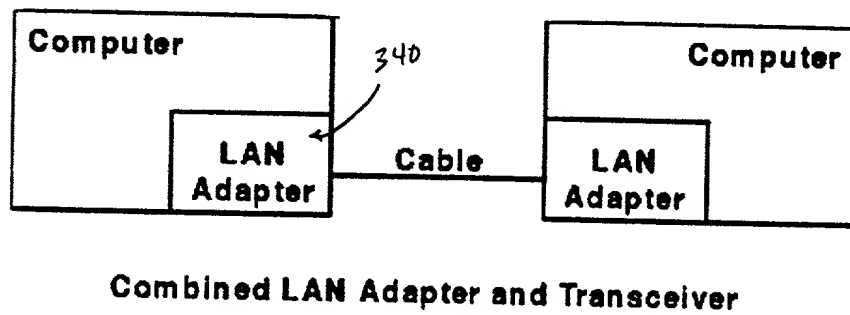 Computer
340
Computer
LAN
Adapter
Cable
LAN
Adapter
Combined LAN Adapter and Transceiver